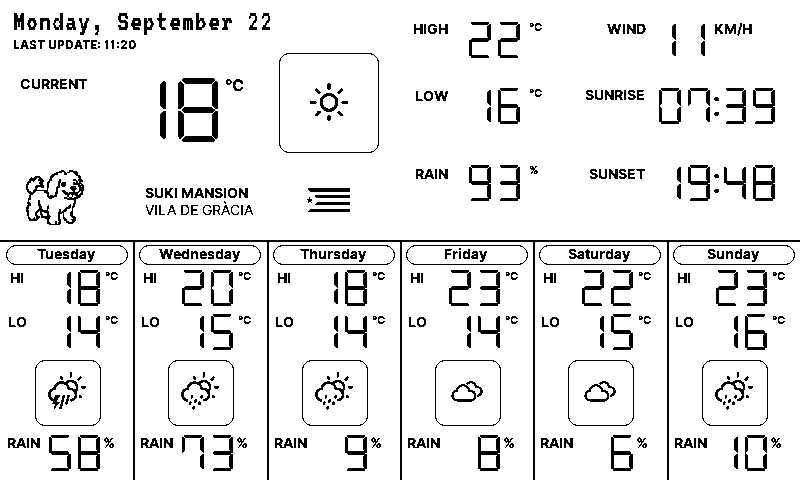 Monday, September 22
LAST UPDATE: 11:20
CURRENT 18 °C
SUKI MANSION
VILA DE GRÀCIA
HIGH 22 °C
LOW 16 °C
RAIN 93 %
WIND 11 KM/H
SUNRISE 07:39
SUNSET 19:48
Tuesday
HI 18 °C
LO 14 °C
RAIN 58 %
Wednesday
HI 20 °C
LO 15 °C
RAIN 73 %
Thursday
HI 18 °C
LO 14 °C
RAIN 9 %
Friday
HI 23 °C
LO 14 °C
RAIN 8 %
Saturday
HI 22 °C
LO 15 °C
RAIN 6 %
Sunday
HI 23 °C
LO 16 °C
RAIN 10 %